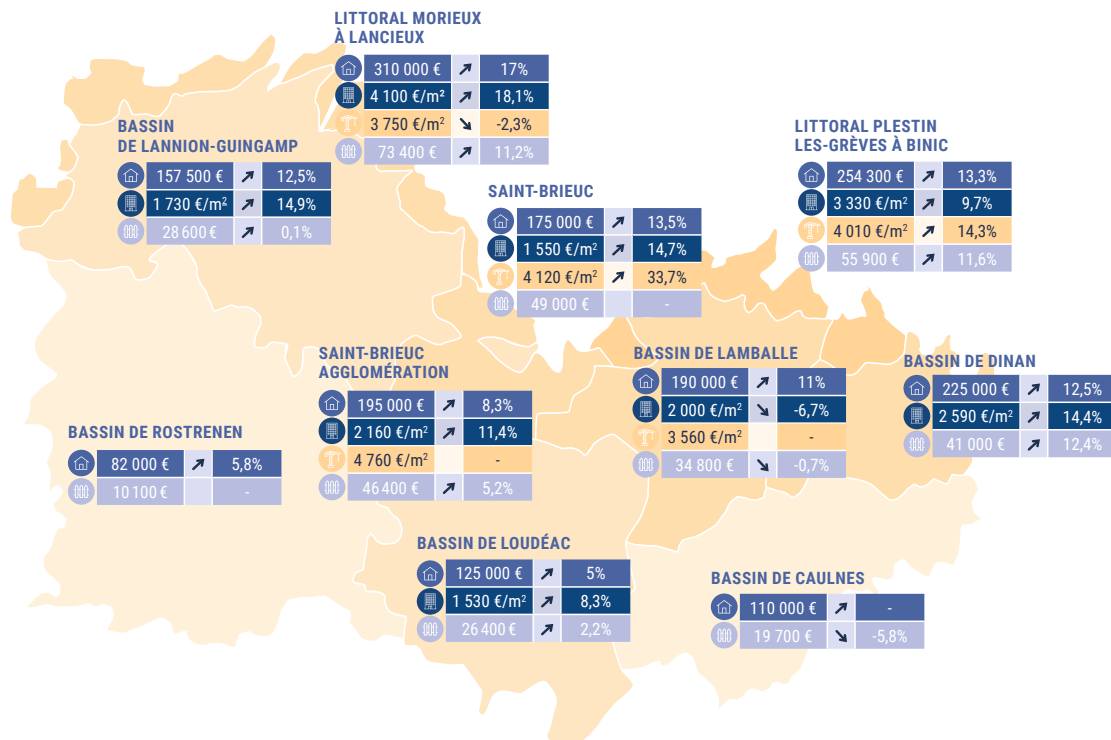 LITTORAL MORIEUX
À LANCIEUX
310 000 € 17%
4 100 €/m² 18,1%
3 750 €/m² -2,3%
73 400 € 11,2%
BASSIN
DE LANNION-GUINGAMP
157 500 € 12,5%
1 730 €/m² 14,9%
28 600 € 0,1%
LITTORAL PLESTIN
LES-GRÈVES À BINIC
254 300 € 13,3%
3 330 €/m² 9,7%
4 010 €/m² 14,3%
55 900 € 11,6%
SAINT-BRIEUC
175 000 € 13,5%
1 550 €/m² 14,7%
4 120 €/m² 33,7%
49 000 € -
SAINT-BRIEUC
AGGLOMÉRATION
195 000 € 8,3%
2 160 €/m² 11,4%
4 760 €/m² -
46 400 € 5,2%
BASSIN DE LAMBALLE
190 000 € 11%
2 000 €/m² -6,7%
3 560 €/m² -
34 800 € -0,7%
BASSIN DE DINAN
225 000 € 12,5%
2 590 €/m² 14,4%
41 000 € 12,4%
BASSIN DE ROSTRENEN
82 000 € 5,8%
10 100 € -
BASSIN DE LOUDÉAC
125 000 € 5%
1 530 €/m² 8,3%
26 400 € 2,2%
BASSIN DE CAULNES
110 000 € -
19 700 € -5,8%